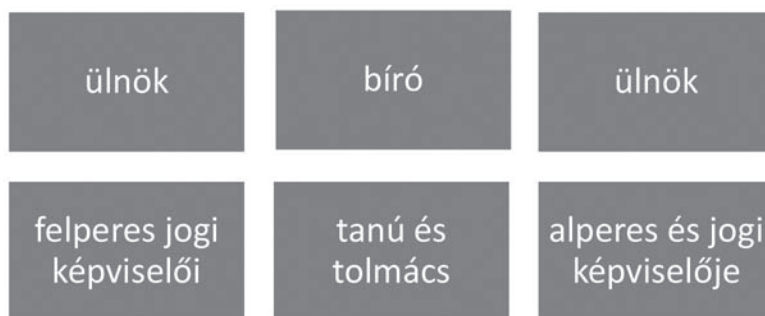 ülnök
bíró
ülnök
felperes jogi
képviselői
tanú és
tolmács
alperes és jogi
képviselője